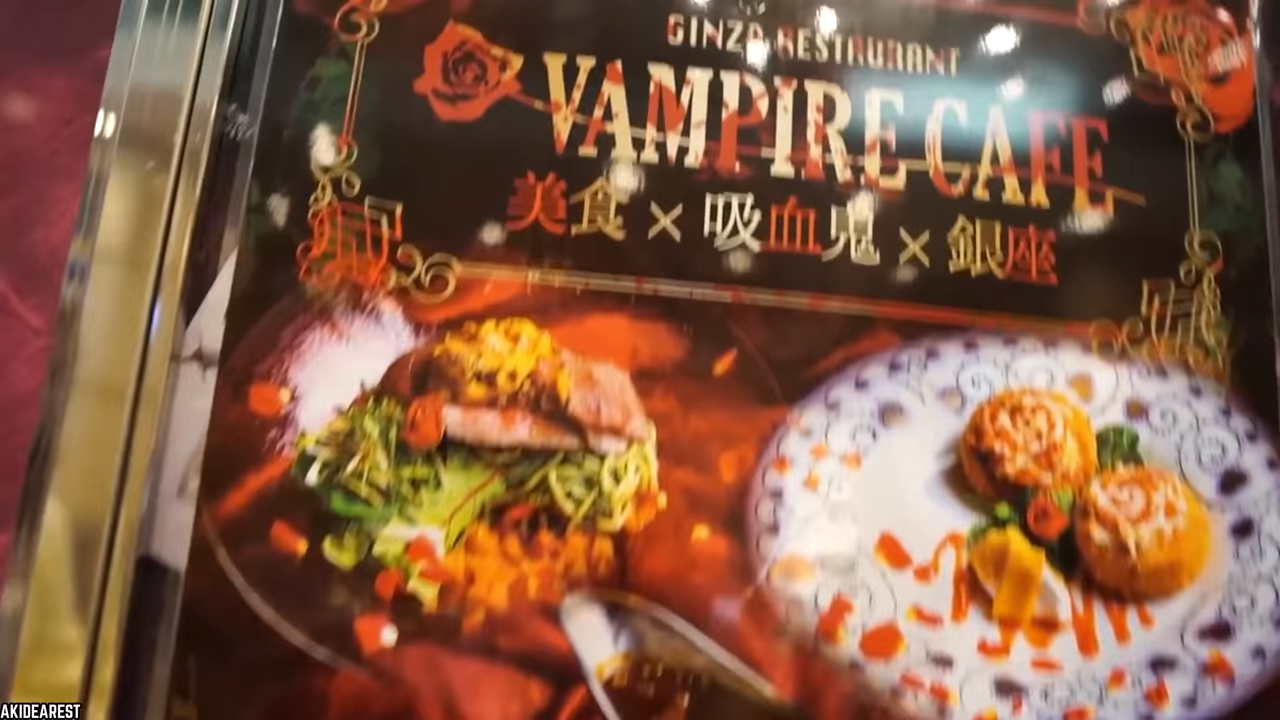 GINZA RESTAURANT
VAMPIRE CAFE
美食×吸血鬼×銀座
AKIDEAREST